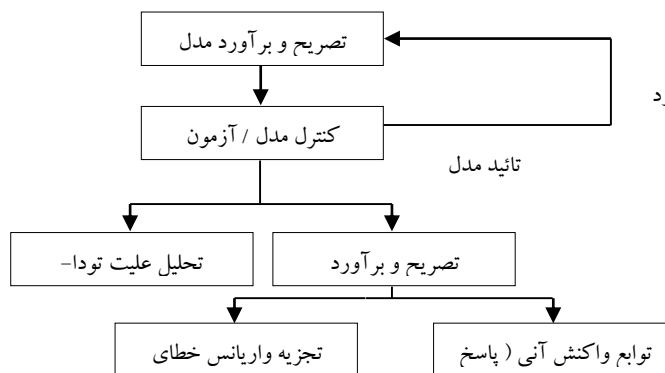 تصریح و برآورد مدل
رد
کنترل مدل / آزمون
تائید مدل
تحلیل علیت تودا–
تصریح و برآورد
تجزیه واریانس خطای
توابع واکنش آنی ( پاسخ